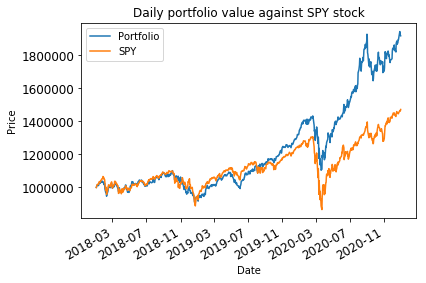 Daily portfolio value against SPY stock
Portfolio
SPY
Price
1800000
1600000
1400000
1200000
1000000
2018-03
2018-07
2018-11
2019-03
2019-07
2019-11
2020-03
2020-07
2020-11
Date